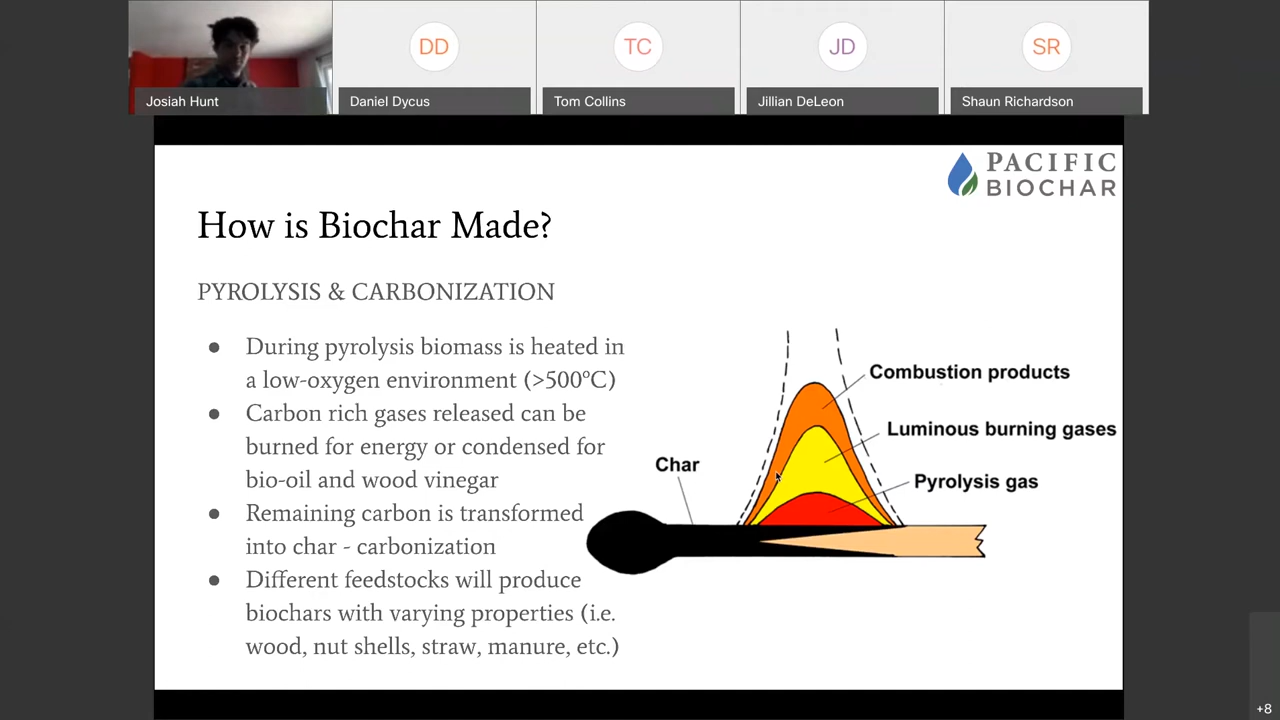 DD
TC
JD
SR
Josiah Hunt
Daniel Dycus
Tom Collins
Jillian DeLeon
Shaun Richardson
PACIFIC
BIOCHAR
How is Biochar Made?
PYROLYSIS & CARBONIZATION
● During pyrolysis biomass is heated in
a low-oxygen environment (>500°C)
● Carbon rich gases released can be
burned for energy or condensed for
bio-oil and wood vinegar
● Remaining carbon is transformed
into char - carbonization
● Different feedstocks will produce
biochars with varying properties (i.e.
wood, nut shells, straw, manure, etc.)
Combustion products
Luminous burning gases
Char
Pyrolysis gas
+8